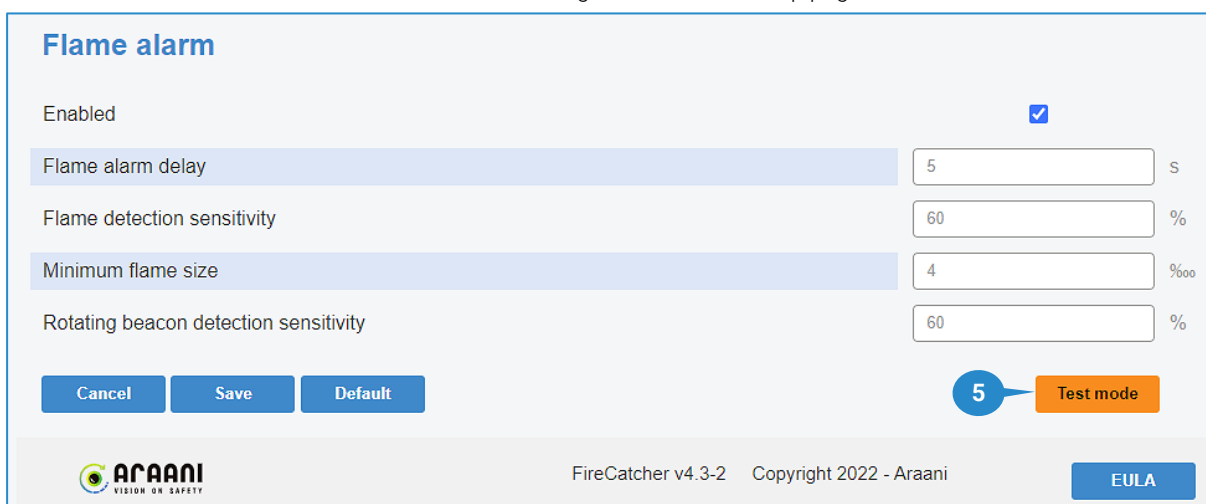 Flame alarm
Enabled
Flame alarm delay 5 s
Flame detection sensitivity 60 %
Minimum flame size 4 %₀₀₀
Rotating beacon detection sensitivity 60 %
Cancel Save Default 5 Test mode
ARAANI
VISION ON SAFETY
FireCatcher v4.3-2 Copyright 2022 - Araani
EULA